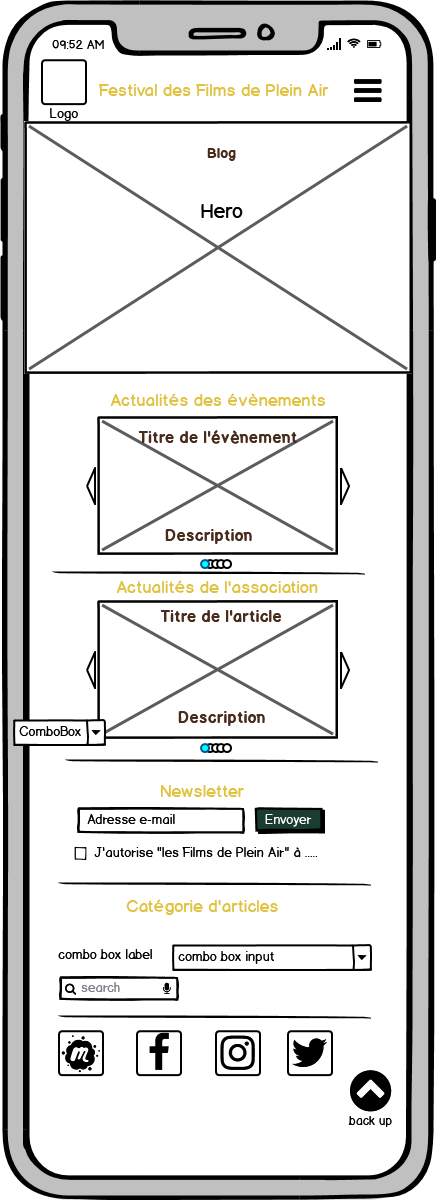 09:52 AM
Festival des Films de Plein Air
Logo
Blog
Hero
Actualités des évènements
Titre de l'évènement
Description
Actualités de l'association
Titre de l'article
Description
ComboBox
Newsletter
Adresse e-mail
Envoyer
J'autorise "les Films de Plein Air" à .....
Catégorie d'articles
combo box label
combo box input
search
m
back up